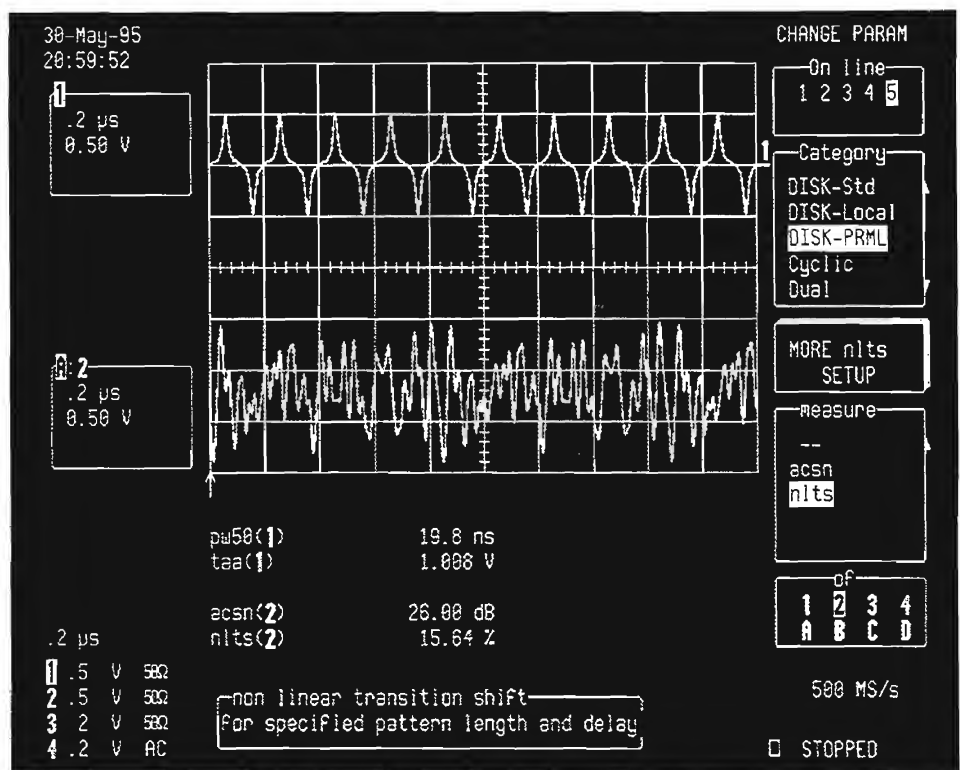 30-May-95
20:59:52
1
.2 µs
0.50 V
A:2
.2 µs
0.50 V
1
pw50(1) 19.8 ns
taa(1) 1.008 V
acsn(2) 26.00 dB
nlts(2) 15.64 %
.2 µs
1 .5 V 50Ω
2 .5 V 50Ω
3 2 V 50Ω
4 .2 V AC
non linear transition shift
for specified pattern length and delay
CHANGE PARAM
On line
1 2 3 4 5
Category
DISK-Std
DISK-Local
DISK-PRML
Cyclic
Dual
MORE nlts
SETUP
measure
--
acsn
nlts
of
1 2 3 4
A B C D
500 MS/s
STOPPED